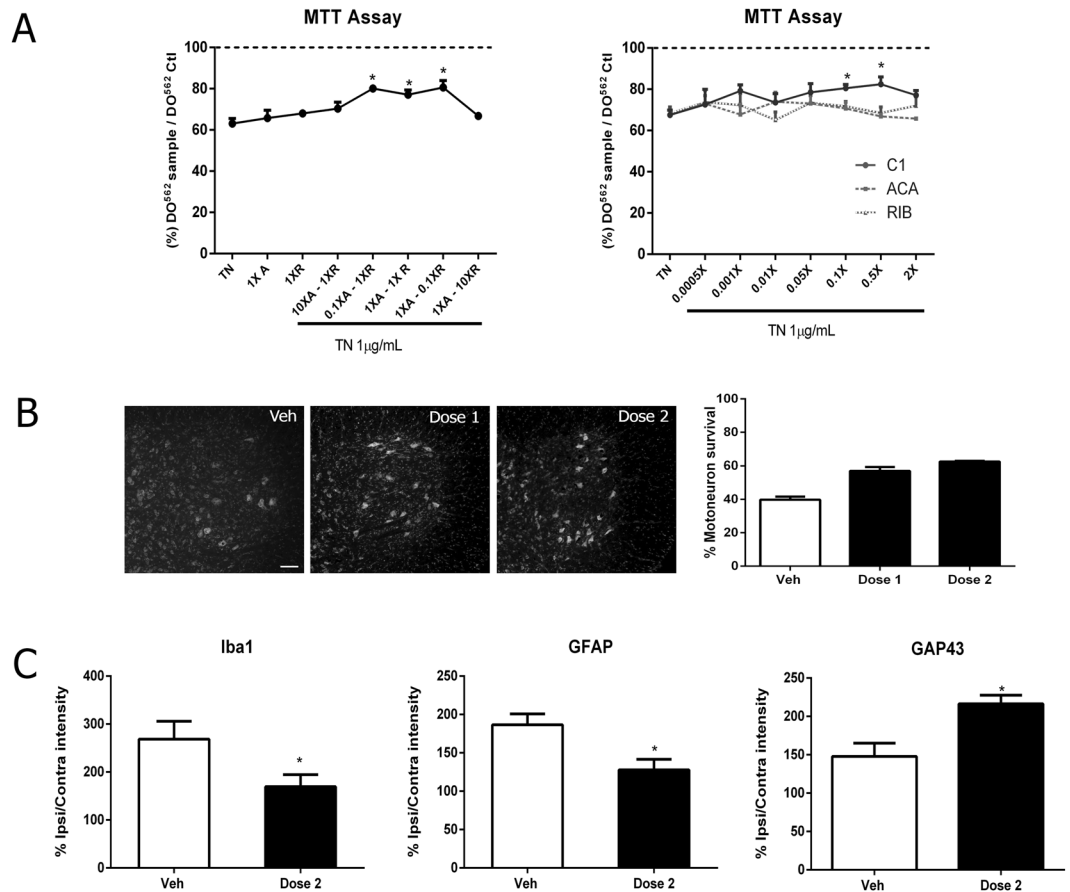 A
MTT Assay
(%) DO562 sample / DO562 Ctl
100
80
60
40
20
0
TN
1X A
1XR
10XA - 1XR
0.1XA - 1XR
1XA - 1X R
1XA - 0.1XR
1XA - 10XR
TN 1µg/mL
* * *
MTT Assay
(%) DO562 sample / DO562 Ctl
100
80
60
40
20
0
* *
C1
ACA
RIB
TN
0.0005X
0.001X
0.01X
0.05X
0.1X
0.5X
2X
TN 1µg/mL
B
Veh
Dose 1
Dose 2
% Motoneuron survival
100
80
60
40
20
0
Veh
Dose 1
Dose 2
C
Iba1
% Ipsi/Contra intensity
400
300
200
100
0
*
Veh
Dose 2
GFAP
% Ipsi/Contra intensity
250
200
150
100
50
0
*
Veh
Dose 2
GAP43
% Ipsi/Contra intensity
250
200
150
100
50
0
*
Veh
Dose 2